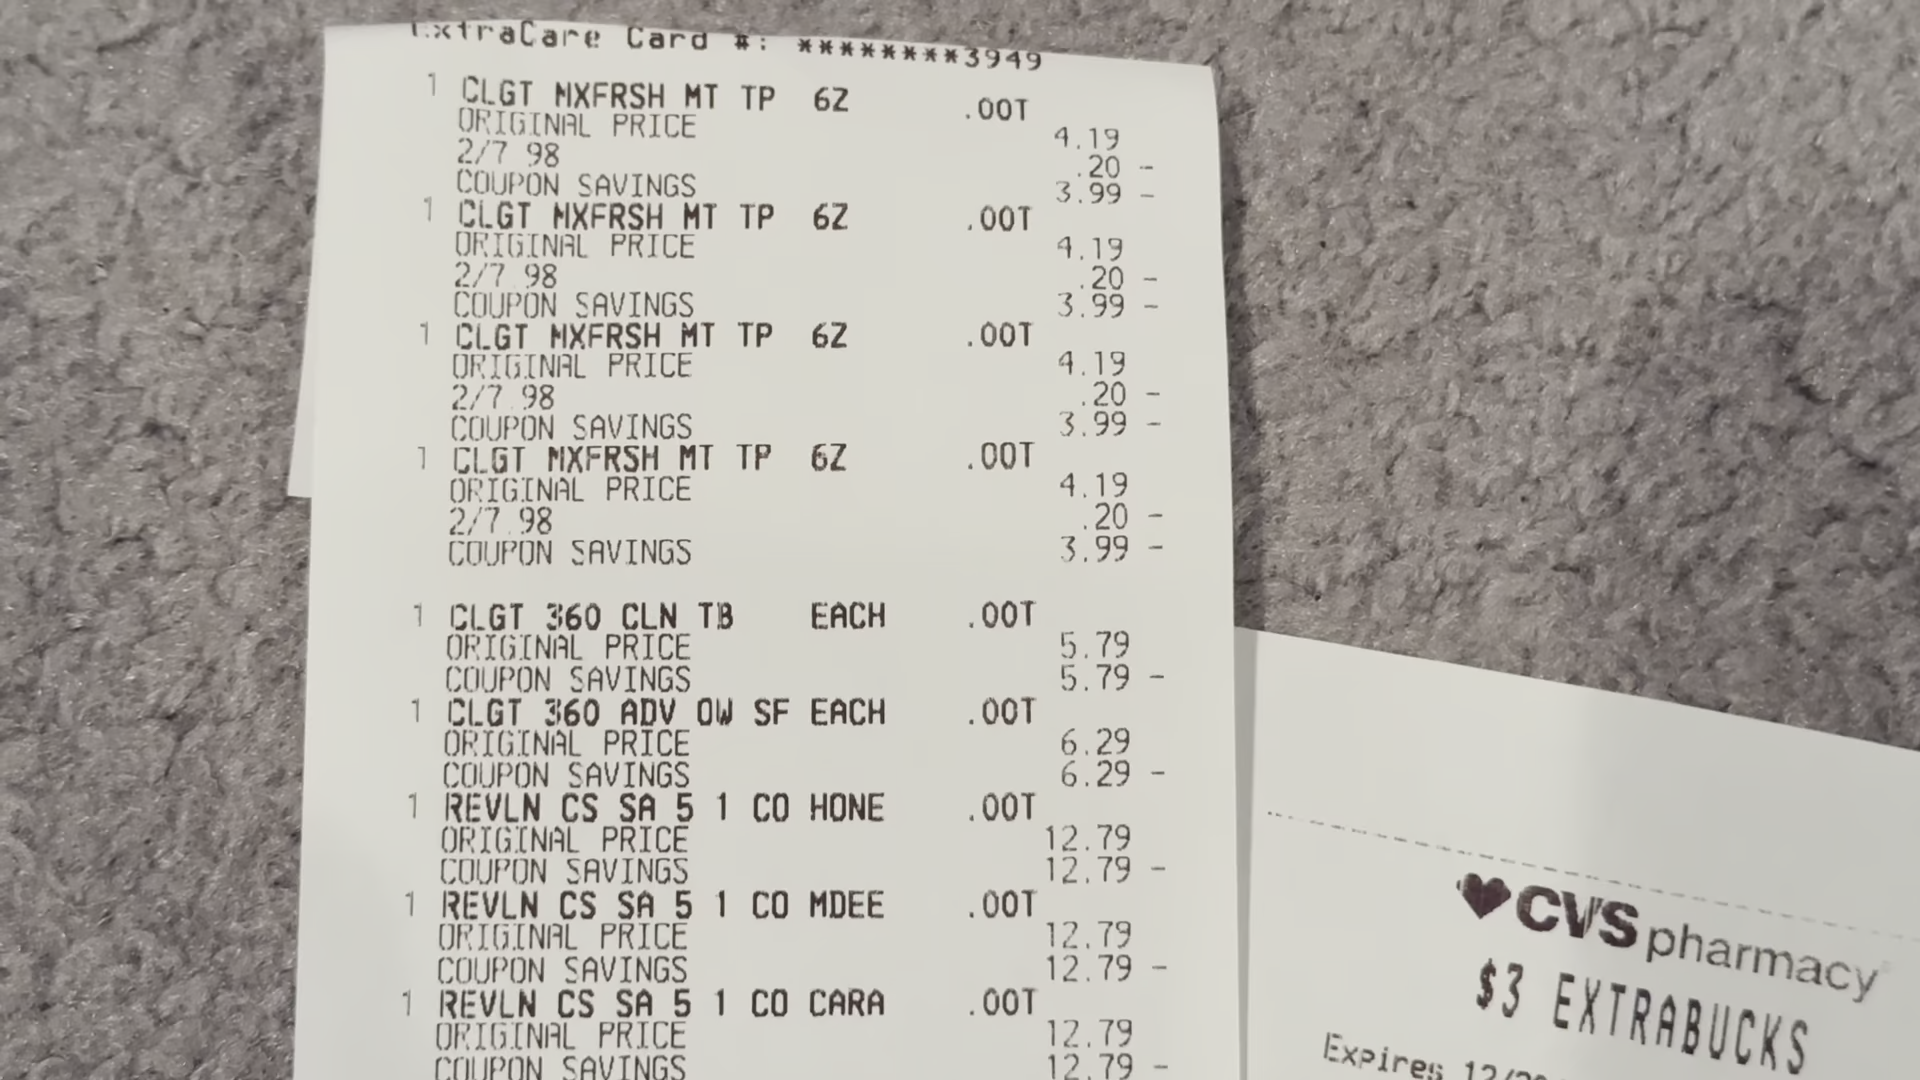 ExtraCare Card #: ********3949
1 CLGT MXFRSH MT TP 6Z .00T
ORIGINAL PRICE 4.19
2/7.98 .20 -
COUPON SAVINGS 3.99 -
1 CLGT MXFRSH MT TP 6Z .00T
ORIGINAL PRICE 4.19
2/7.98 .20 -
COUPON SAVINGS 3.99 -
1 CLGT MXFRSH MT TP 6Z .00T
ORIGINAL PRICE 4.19
2/7.98 .20 -
COUPON SAVINGS 3.99 -
1 CLGT MXFRSH MT TP 6Z .00T
ORIGINAL PRICE 4.19
2/7.98 .20 -
COUPON SAVINGS 3.99 -
1 CLGT 360 CLN TB EACH .00T
ORIGINAL PRICE 5.79
COUPON SAVINGS 5.79 -
1 CLGT 360 ADV OW SF EACH .00T
ORIGINAL PRICE 6.29
COUPON SAVINGS 6.29 -
1 REVLN CS SA 5 1 CO HONE .00T
ORIGINAL PRICE 12.79
COUPON SAVINGS 12.79 -
1 REVLN CS SA 5 1 CO MDEE .00T
ORIGINAL PRICE 12.79
COUPON SAVINGS 12.79 -
1 REVLN CS SA 5 1 CO CARA .00T
ORIGINAL PRICE 12.79
COUPON SAVINGS 12.79 -
CVS pharmacy
$3 EXTRABUCKS
Expires